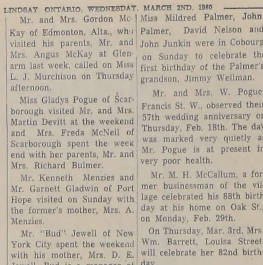 LINDSAY, ONTARIO, WEDNESDAY, MARCH 2ND, 1960
Mr. and Mrs. Gordon Mc-
Kay of Edmonton, Alta., who
visited his parents, Mr. and
Mrs. Angus McKay at Glen
arm last week, called on Miss
L. J. Murchison on Thursday
afternoon.
Miss Gladys Pogue of Scar-
borough visited Mr. and Mrs.
Martin Devitt at the weekend
and Mrs. Freda McNeil of
Scarborough spent the week
end with her parents, Mr. and
Mrs. Richard Bulmer.
Mr. Kenneth Menzies and
Mr. Garnett Gladwin of Port
Hope visited on Sunday with
the former's mother, Mrs. A.
Menzies.
Mr. "Bud" Jewell of New
York City spent the weekend
with his mother, Mrs. D. E.
Miss Mildred Palmer, John
Palmer, David Nelson and
John Junkin were in Cobourg
on Sunday to celebrate the
first birthday of the Palmer's
grandson, Jimmy Wellman.
Mr. and Mrs. W. Pogue
Francis St. W., observed their
57th wedding anniversary on
Thursday, Feb. 18th. The day
was marked very quietly as
Mr. Pogue is at present in
very poor health.
Mr. M. H. McCallum, a for-
mer businessman of the vil-
lage celebrated his 88th birth
day at his home on Oak St.,
on Monday, Feb. 29th.
On Thursday, Mar. 3rd, Mrs.
Wm. Barrett, Louisa Street
will celebrate her 82nd birth-
day